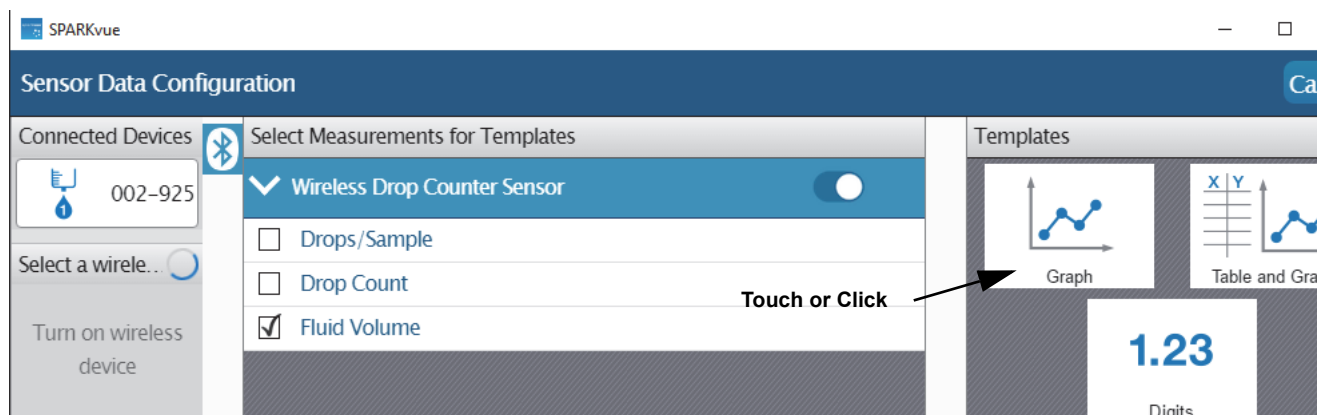 SPARKvue
Sensor Data Configuration
Ca
Connected Devices
002-925
Select a wirele...
Turn on wireless
device
Select Measurements for Templates
Wireless Drop Counter Sensor
Drops/Sample
Drop Count
Fluid Volume
Touch or Click
Templates
Graph
X Y
Table and Gra
1.23
Digits
1